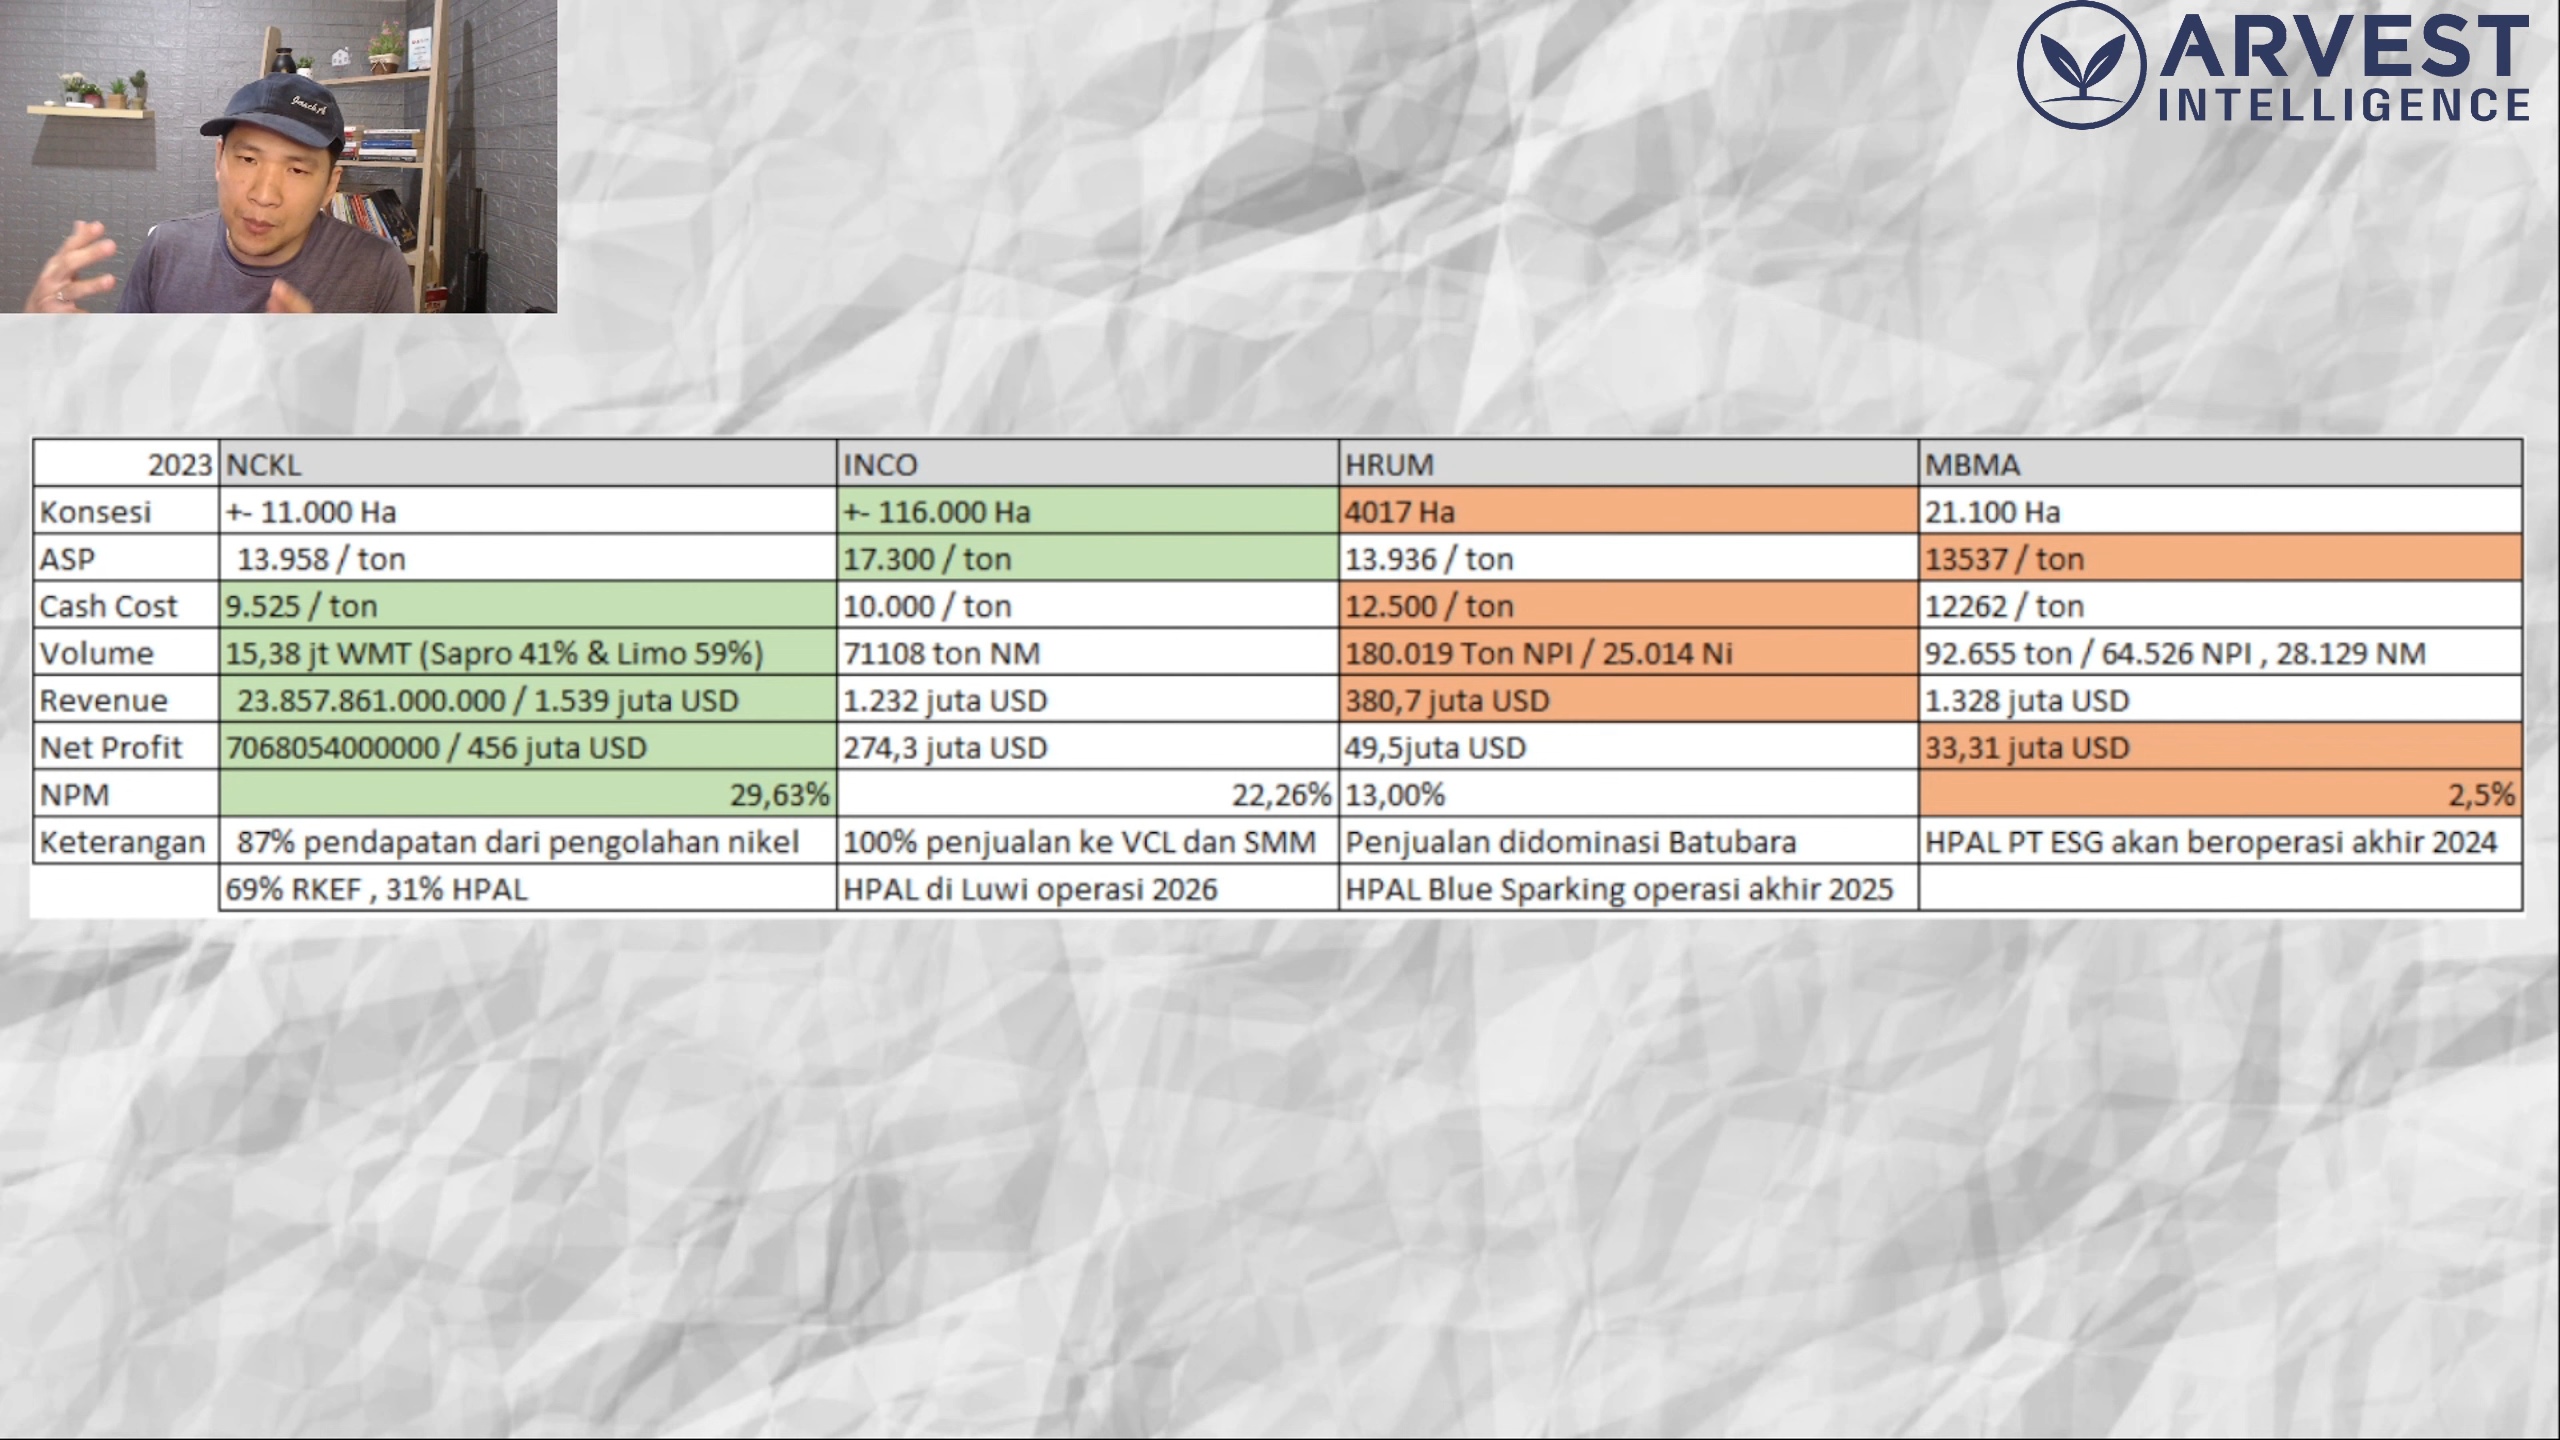 ARVEST
INTELLIGENCE
2023 NCKL INCO HRUM MBMA
Konsesi +- 11.000 Ha +- 116.000 Ha 4017 Ha 21.100 Ha
ASP 13.958 / ton 17.300 / ton 13.936 / ton 13537 / ton
Cash Cost 9.525 / ton 10.000 / ton 12.500 / ton 12262 / ton
Volume 15,38 jt WMT (Sapro 41% & Limo 59%) 71108 ton NM 180.019 Ton NPI / 25.014 Ni 92.655 ton / 64.526 NPI , 28.129 NM
Revenue 23.857.861.000.000 / 1.539 juta USD 1.232 juta USD 380,7 juta USD 1.328 juta USD
Net Profit 7068054000000 / 456 juta USD 274,3 juta USD 49,5juta USD 33,31 juta USD
NPM 29,63% 22,26% 13,00% 2,5%
Keterangan 87% pendapatan dari pengolahan nikel 100% penjualan ke VCL dan SMM Penjualan didominasi Batubara HPAL PT ESG akan beroperasi akhir 2024
69% RKEF , 31% HPAL HPAL di Luwi operasi 2026 HPAL Blue Sparking operasi akhir 2025